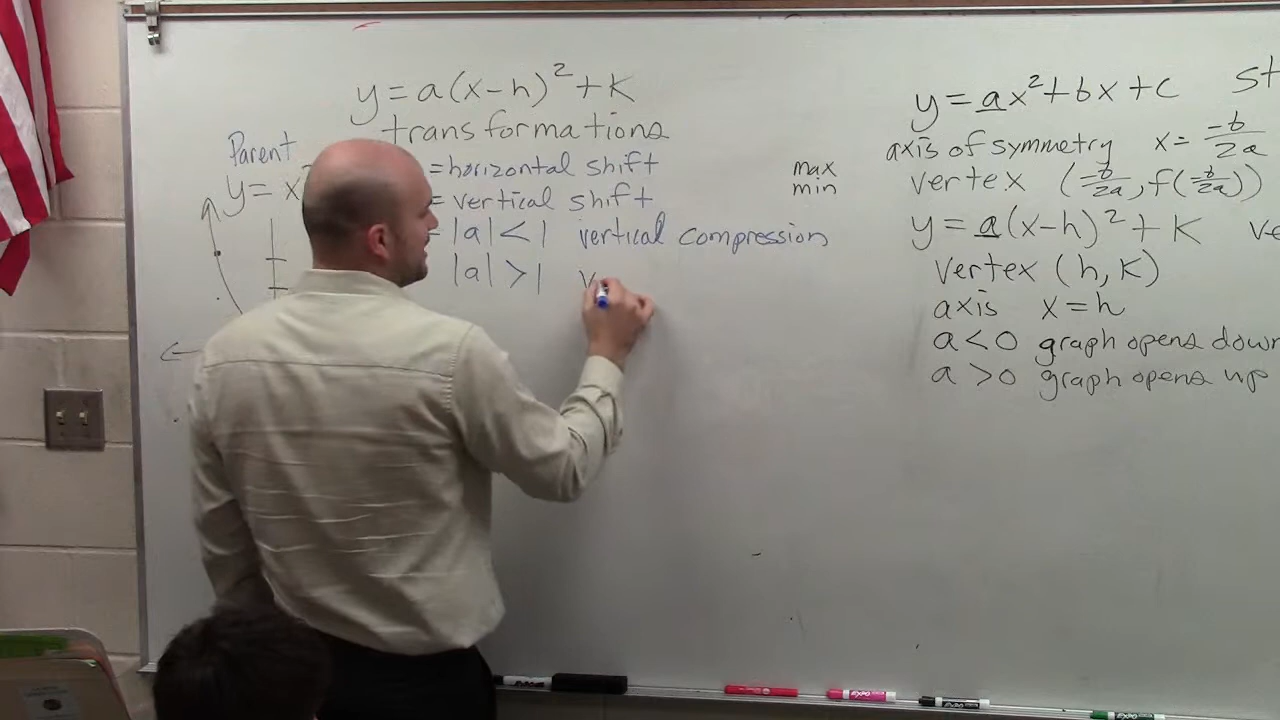 y = a(x-h)² + K
transformations
Parent
y = x
= horizontal shift
= vertical shift
|a| < 1 vertical compression
|a| > 1 v
max
min
y = ax² + bx + c
axis of symmetry x = -b/2a
vertex (-b/2a, f(-b/2a))
y = a(x-h)² + K
vertex (h, K)
axis x = h
a < 0 graph opens down
a > 0 graph opens up